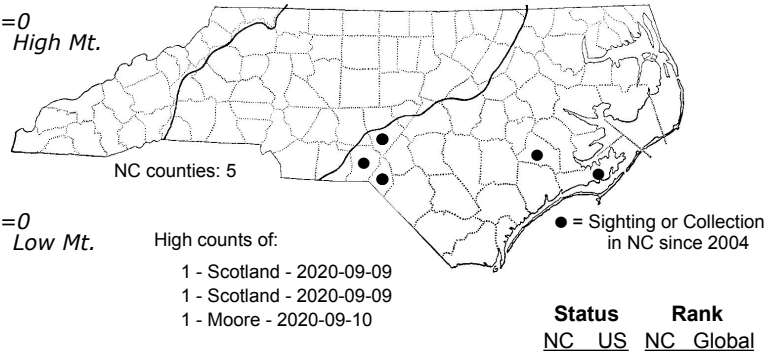 =0
High Mt.
NC counties: 5
=0
Low Mt.
● = Sighting or Collection
in NC since 2004
High counts of:
1 - Scotland - 2020-09-09
1 - Scotland - 2020-09-09
1 - Moore - 2020-09-10
Status Rank
NC US NC Global